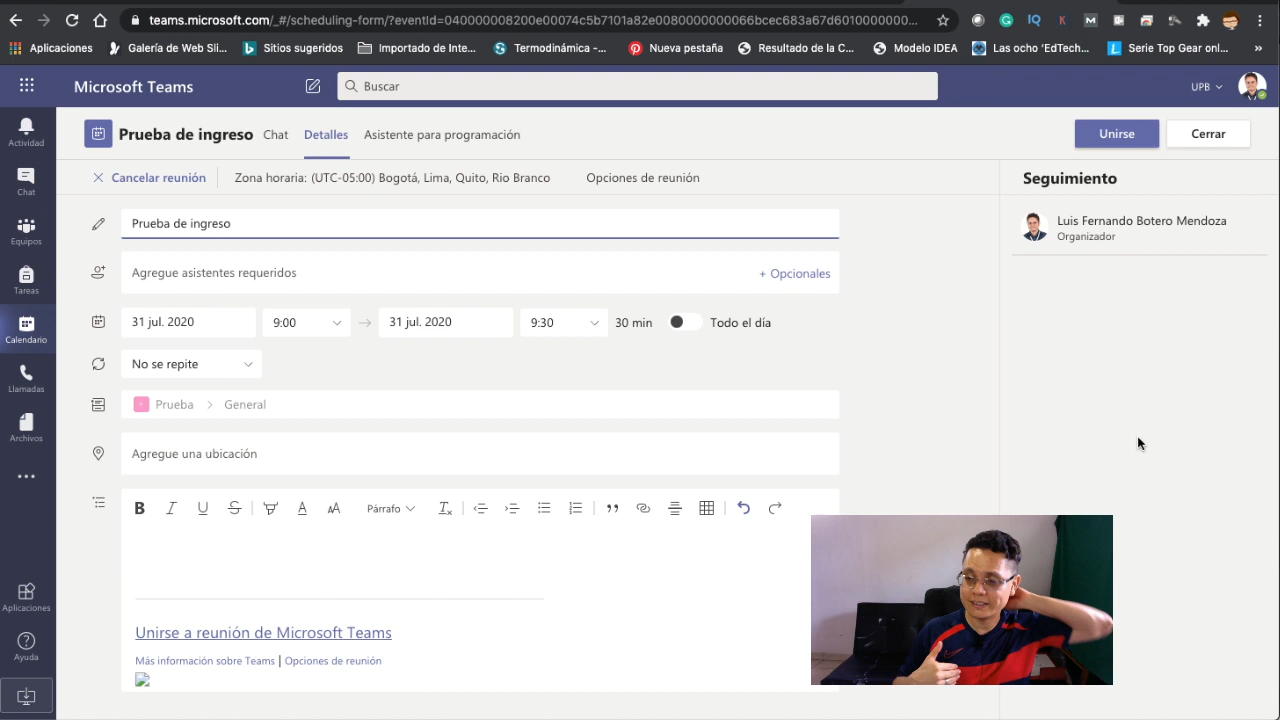 teams.microsoft.com/_#/scheduling-form/?eventId=040000008200e00074c5b7101a82e0080000000066bcec683a67d6010000000...
Aplicaciones Galería de Web Sli... Sitios sugeridos Importado de Inte... Termodinámica –... Nueva pestaña Resultado de la C... Modelo IDEA Las ocho 'EdTech... Serie Top Gear onl... »
Microsoft Teams Buscar UPB
Prueba de ingreso Chat Detalles Asistente para programación Unirse Cerrar
Actividad
Chat
Equipos
Tareas
Calendario
Llamadas
Archivos
Aplicaciones
Ayuda
Cancelar reunión Zona horaria: (UTC-05:00) Bogotá, Lima, Quito, Rio Branco Opciones de reunión
Prueba de ingreso
Agregue asistentes requeridos + Opcionales
31 jul. 2020 9:00 31 jul. 2020 9:30 30 min Todo el día
No se repite
Prueba > General
Agregue una ubicación
B I U S A AA Párrafo
Unirse a reunión de Microsoft Teams
Más información sobre Teams | Opciones de reunión
Seguimiento
Luis Fernando Botero Mendoza
Organizador